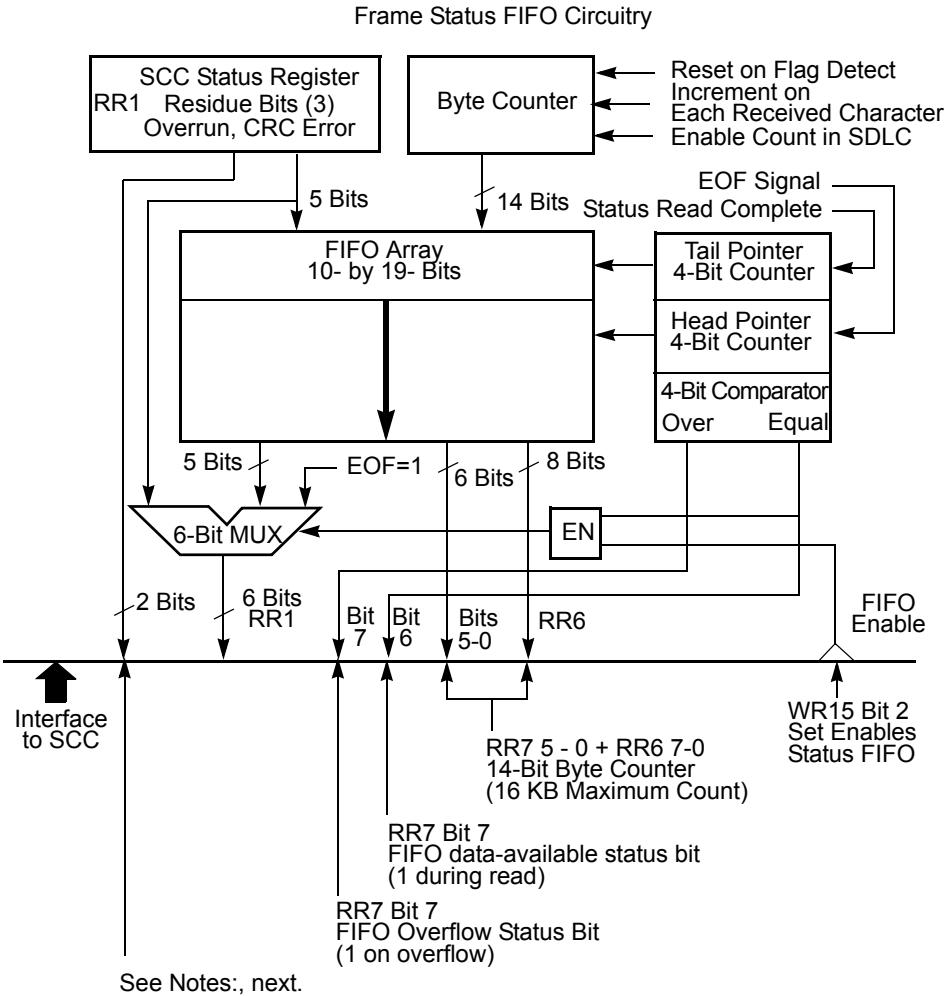 Frame Status FIFO Circuitry
SCC Status Register
RR1 Residue Bits (3)
Overrun, CRC Error
Byte Counter
Reset on Flag Detect
Increment on
Each Received Character
Enable Count in SDLC
EOF Signal
Status Read Complete
5 Bits
14 Bits
FIFO Array
10- by 19- Bits
Tail Pointer
4-Bit Counter
Head Pointer
4-Bit Counter
4-Bit Comparator
Over Equal
5 Bits
EOF=1
6 Bits
8 Bits
6-Bit MUX
EN
2 Bits
6 Bits
RR1
Bit
7
Bit
6
Bits
5-0
RR6
FIFO
Enable
Interface
to SCC
WR15 Bit 2
Set Enables
Status FIFO
RR7 5 - 0 + RR6 7-0
14-Bit Byte Counter
(16 KB Maximum Count)
RR7 Bit 7
FIFO data-available status bit
(1 during read)
RR7 Bit 7
FIFO Overflow Status Bit
(1 on overflow)
See Notes:, next.